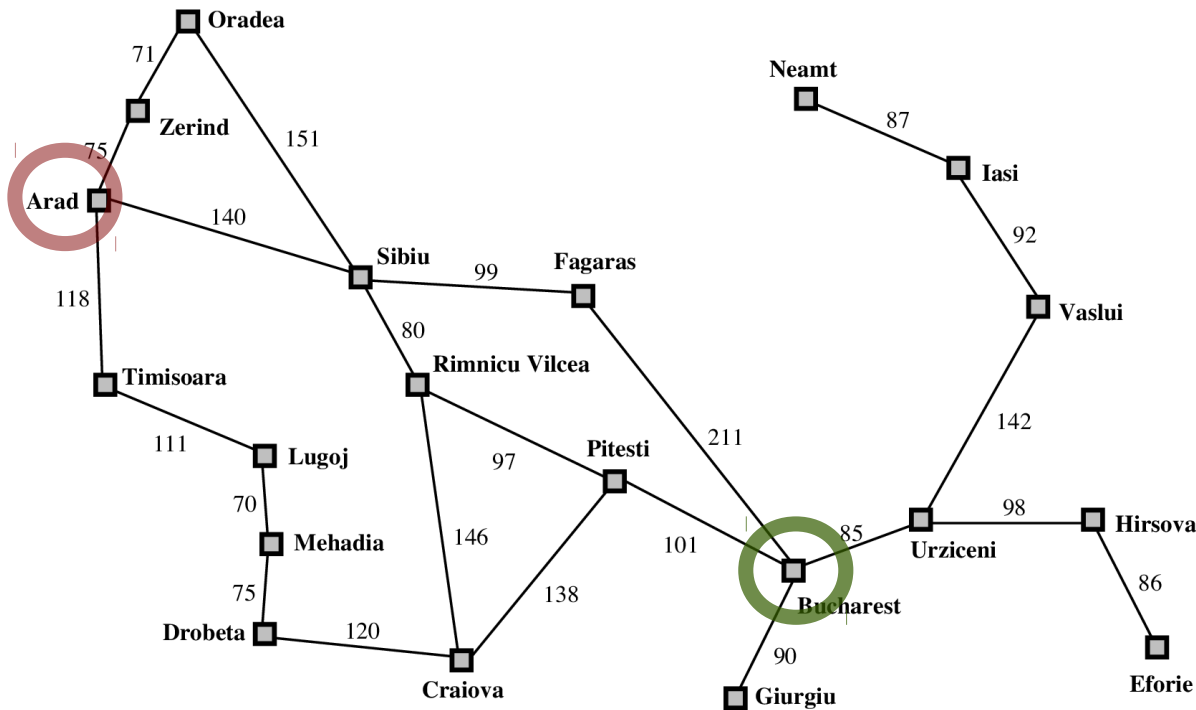 Oradea
71
Neamt
87
Zerind
151
75
Iasi
Arad
140
92
Sibiu
Fagaras
99
118
Vaslui
80
Rimnicu Vilcea
Timisoara
142
211
111
Pitesti
Lugoj
97
70
98
Hirsova
146
101
85
Urziceni
Mehadia
86
75
138
Bucharest
Drobeta
120
90
Craiova
Giurgiu
Eforie